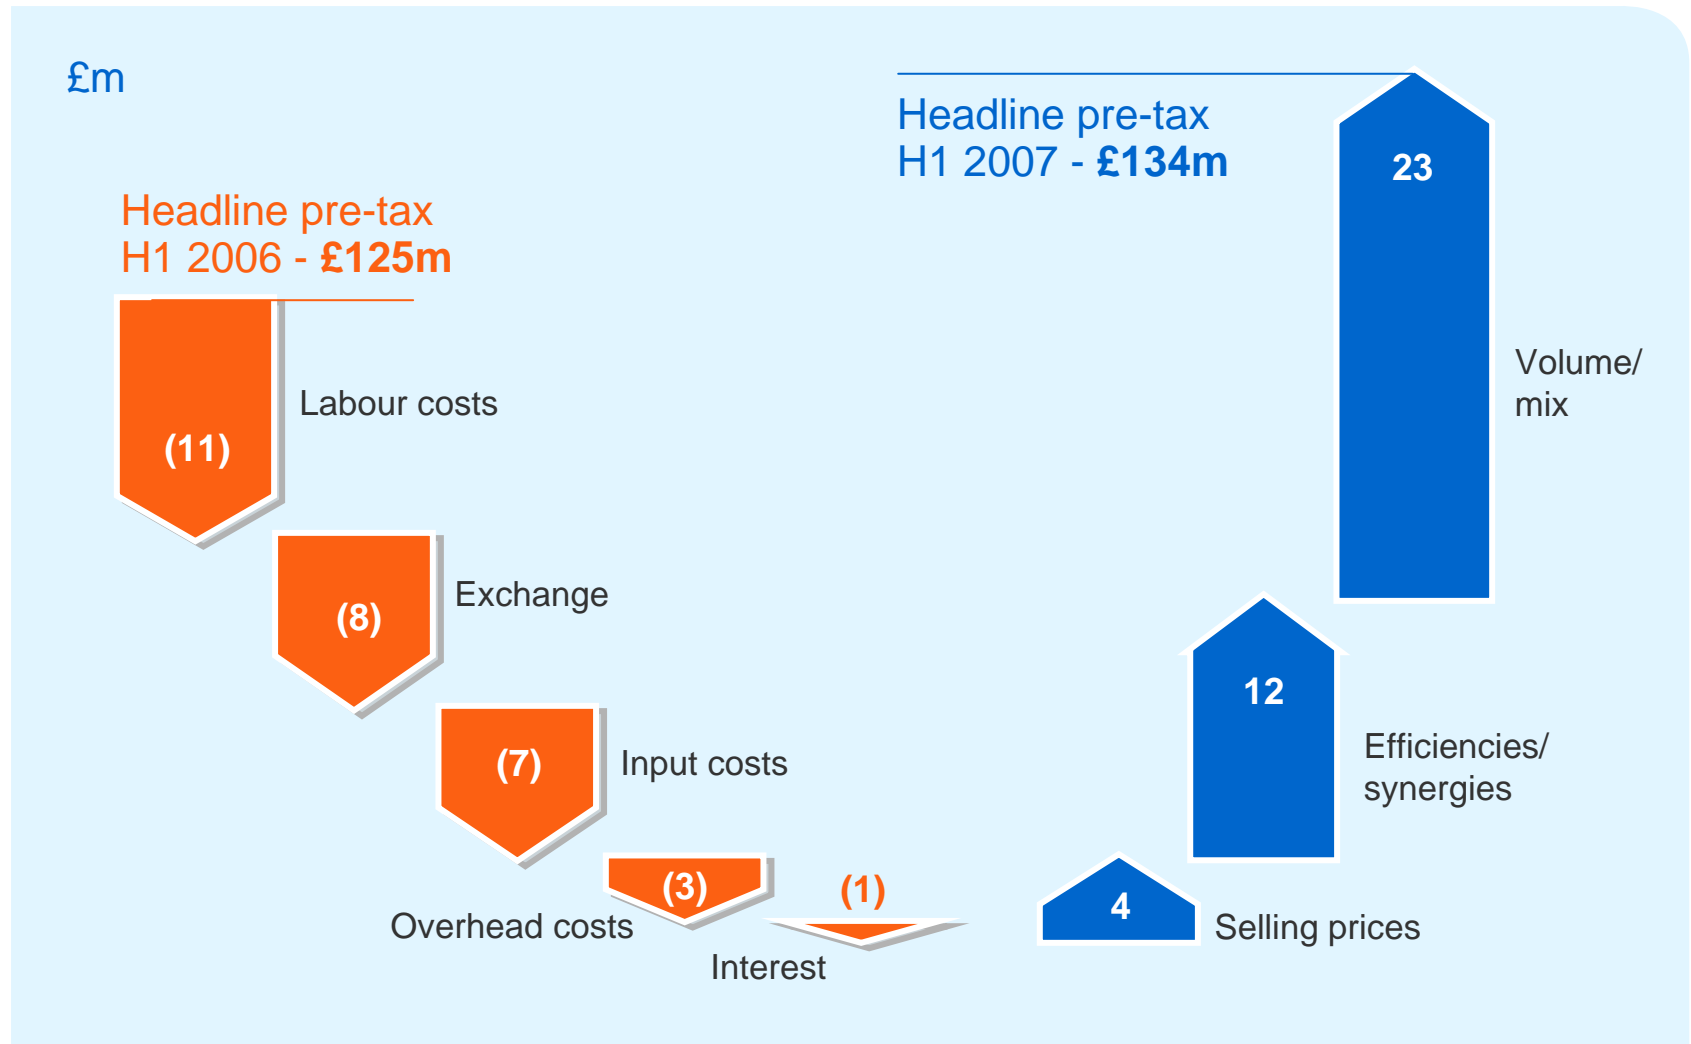 £m
Headline pre-tax
H1 2007 - £134m
23
Headline pre-tax
H1 2006 - £125m
Volume/
mix
Labour costs
(11)
Exchange
(8)
12
Efficiencies/
synergies
(7)
Input costs
(3)
(1)
4
Overhead costs
Selling prices
Interest